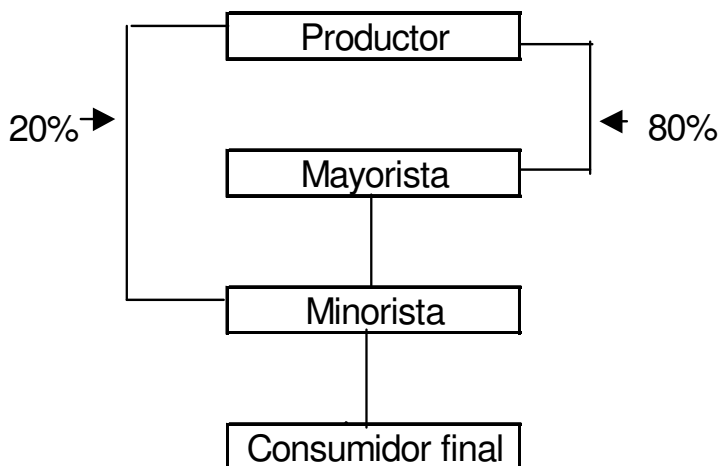 Productor
20%
80%
Mayorista
Minorista
Consumidor final